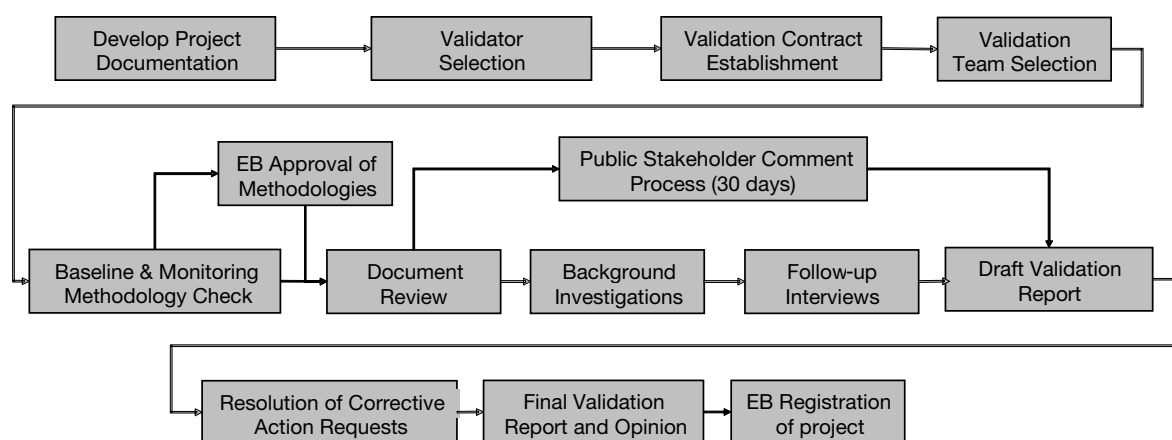 Develop Project
Documentation
Validator
Selection
Validation Contract
Establishment
Validation
Team Selection
EB Approval of
Methodologies
Public Stakeholder Comment
Process (30 days)
Baseline & Monitoring
Methodology Check
Document
Review
Background
Investigations
Follow-up
Interviews
Draft Validation
Report
Resolution of Corrective
Action Requests
Final Validation
Report and Opinion
EB Registration
of project